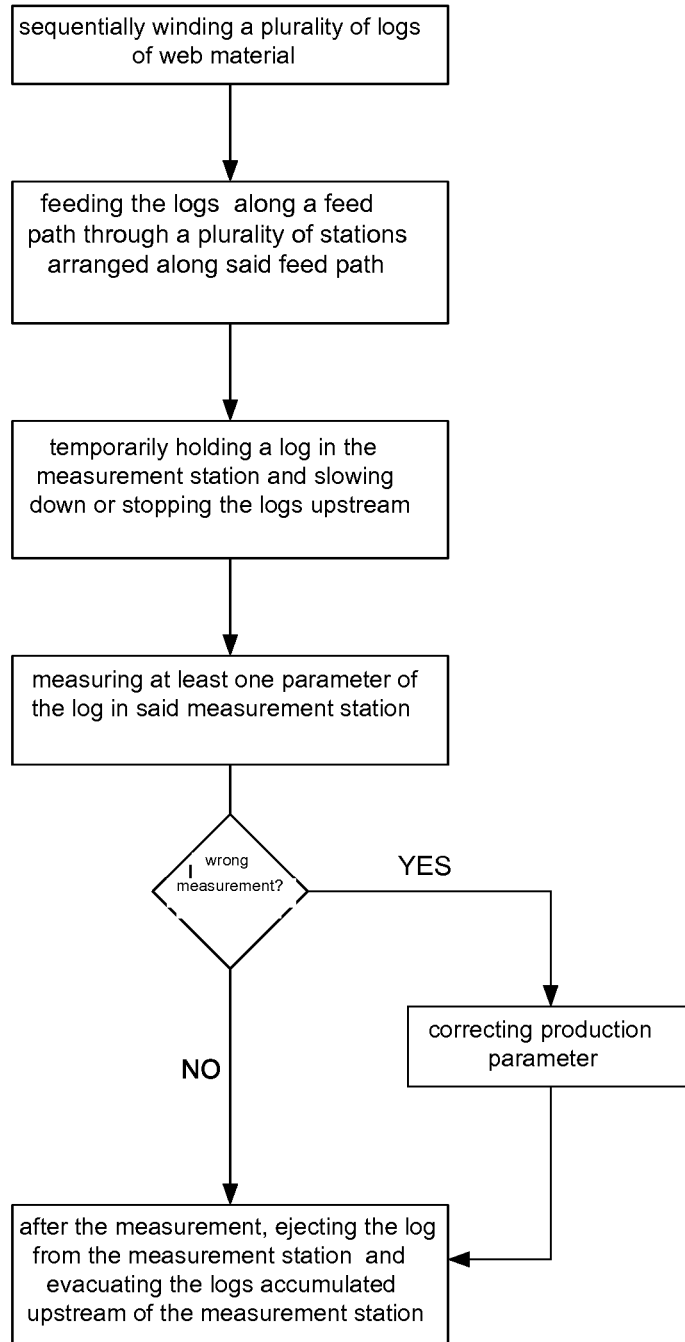 sequentially winding a plurality of logs
of web material
feeding the logs along a feed
path through a plurality of stations
arranged along said feed path
temporarily holding a log in the
measurement station and slowing
down or stopping the logs upstream
measuring at least one parameter of
the log in said measurement station
wrong
measurement?
YES
correcting production
parameter
NO
after the measurement, ejecting the log
from the measurement station and
evacuating the logs accumulated
upstream of the measurement station